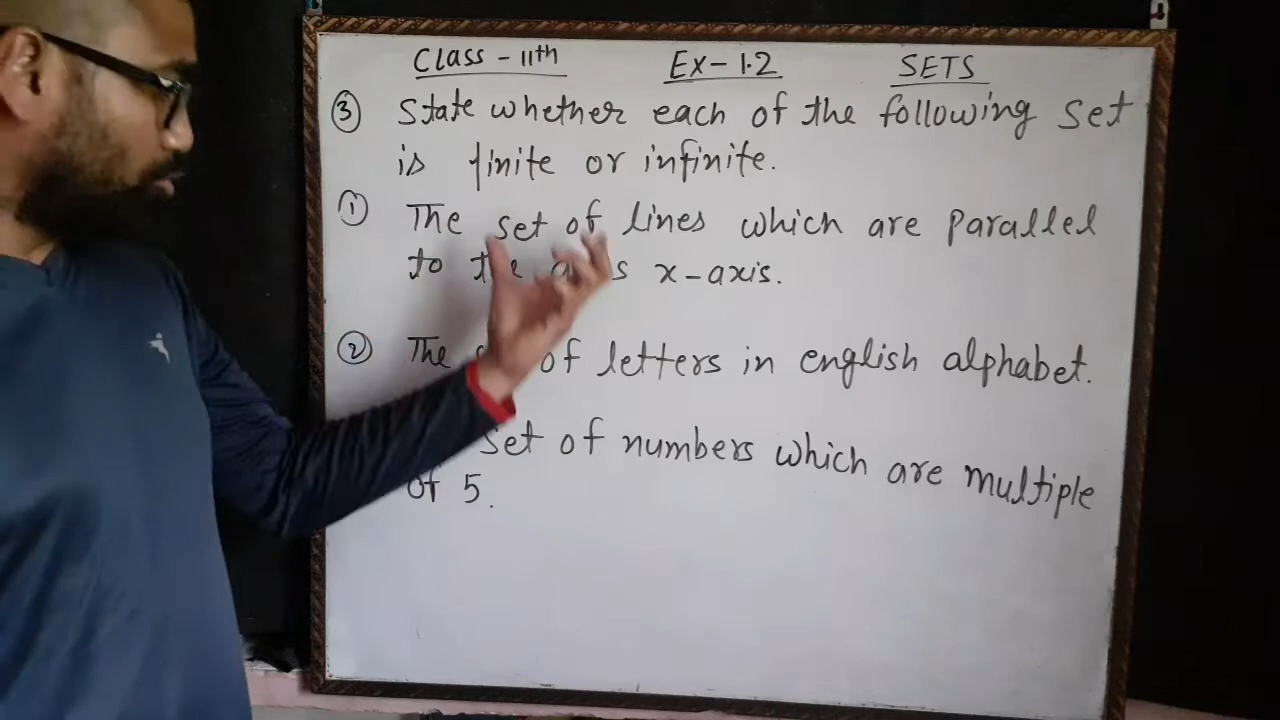 Class - 11th Ex - 1.2 SETS
③ State whether each of the following set
is finite or infinite.
① The set of lines which are parallel
to the s x-axis.
② The of letters in english alphabet.
set of numbers which are multiple
of 5.